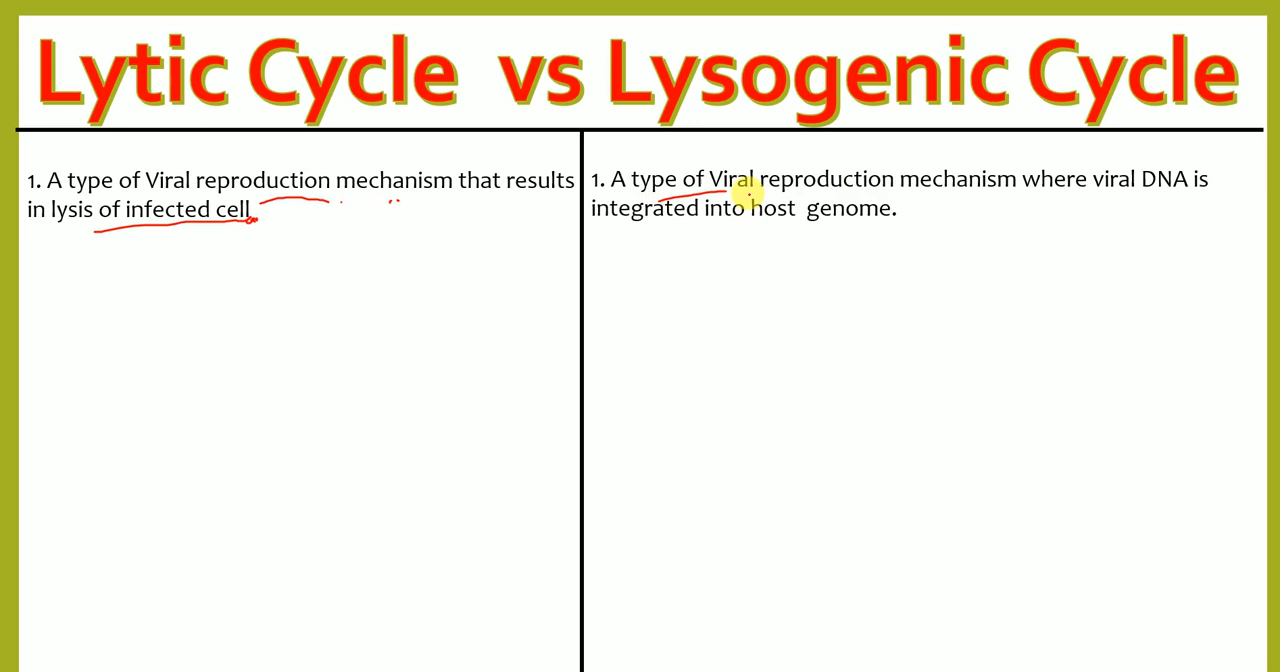 Lytic Cycle vs Lysogenic Cycle
1. A type of Viral reproduction mechanism that results
in lysis of infected cell
1. A type of Viral reproduction mechanism where viral DNA is
integrated into host genome.